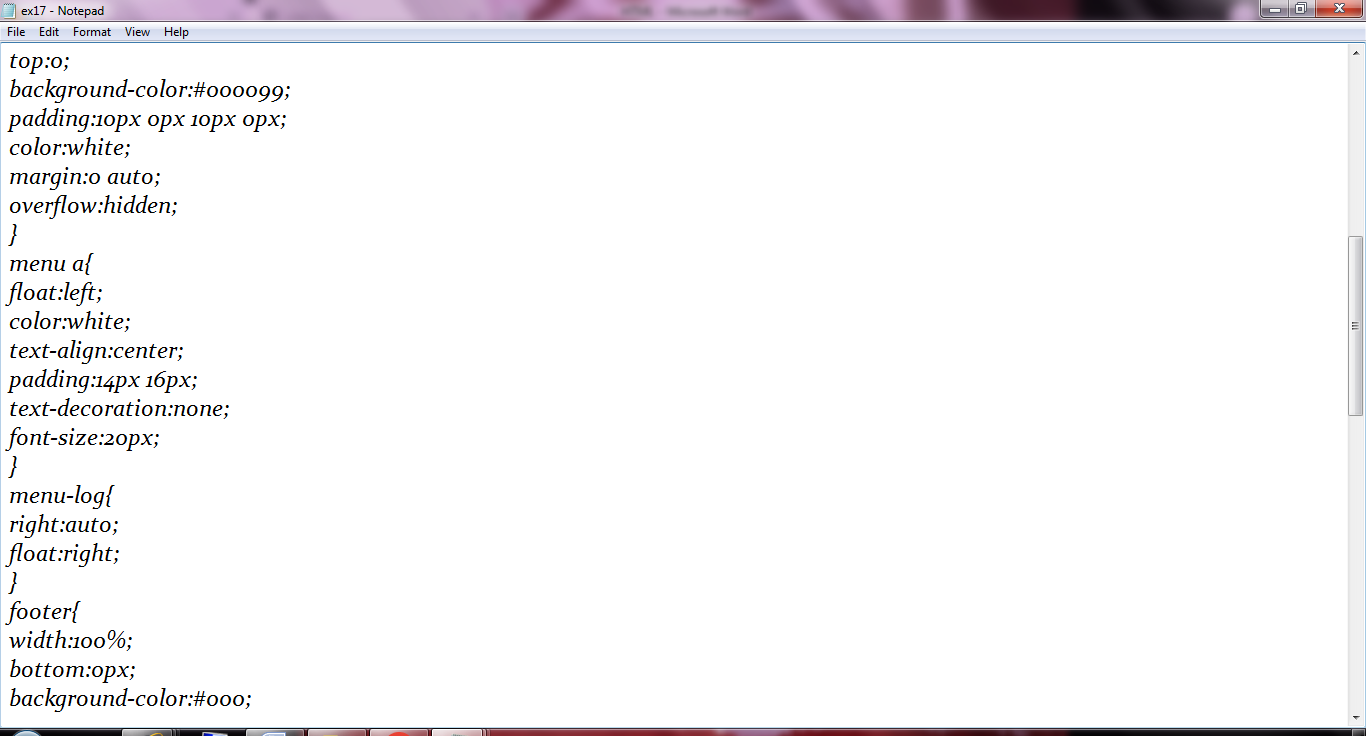 ex17 - Notepad
File Edit Format View Help
top:0;
background-color:#000099;
padding:10px 0px 10px 0px;
color:white;
margin:0 auto;
overflow:hidden;
}
menu a{
float:left;
color:white;
text-align:center;
padding:14px 16px;
text-decoration:none;
font-size:20px;
}
menu-log{
right:auto;
float:right;
}
footer{
width:100%;
bottom:0px;
background-color:#000;